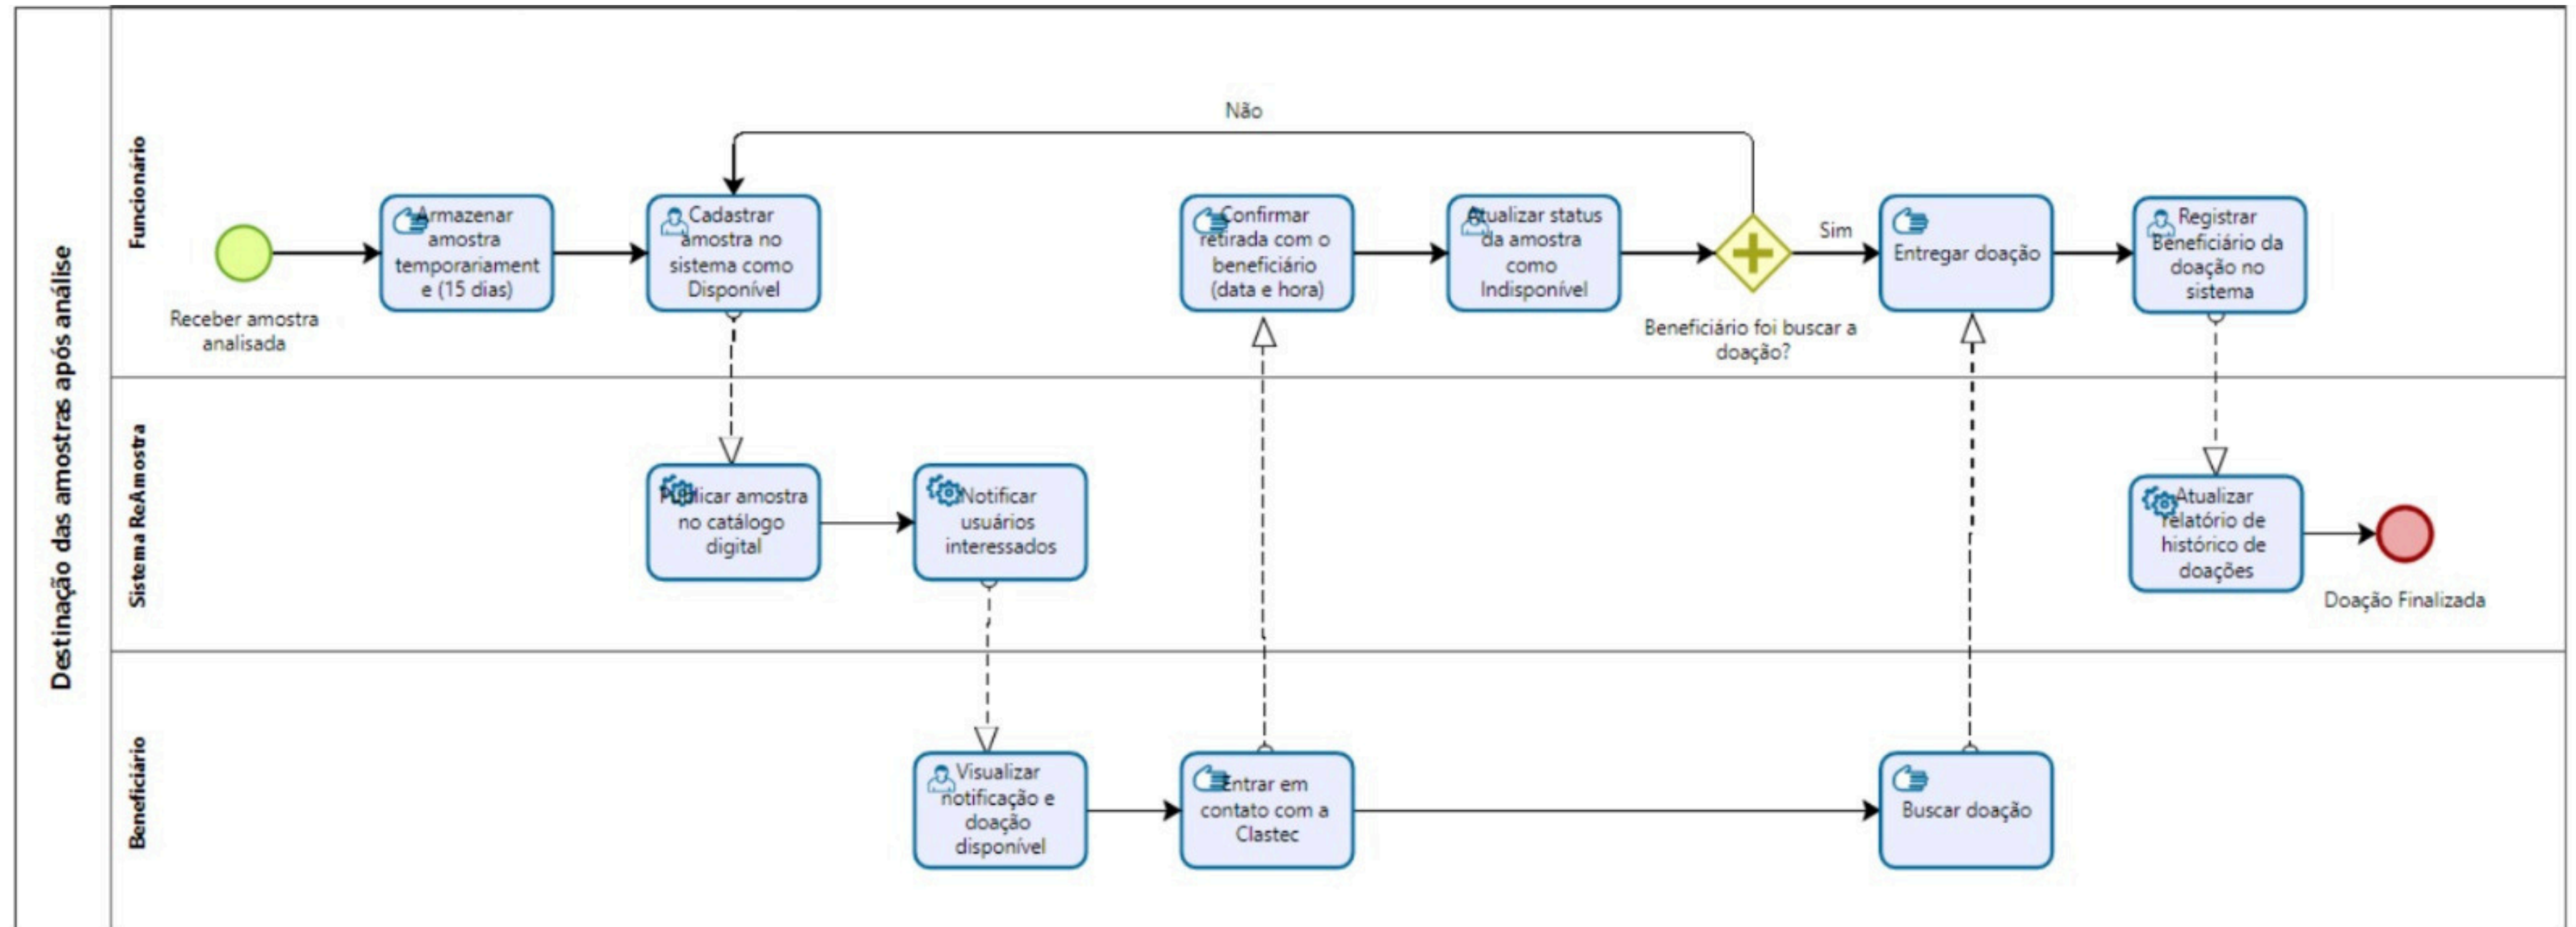 Destinação das amostras após análise
Funcionário
Não
Receber amostra
analisada
Armazenar
amostra
temporariament
e (15 dias)
Cadastrar
amostra no
sistema como
Disponível
Confirmar
retirada com o
beneficiário
(data e hora)
Atualizar status
da amostra
como
Indisponível
Beneficiário foi buscar a
doação?
Sim
Entregar doação
Registrar
Beneficiário da
doação no
sistema
Sistema ReAmostra
Publicar amostra
no catálogo
digital
Notificar
usuários
interessados
Atualizar
relatório de
histórico de
doações
Doação Finalizada
Beneficiário
Visualizar
notificação e
doação
disponível
Entrar em
contato com a
Clastec
Buscar doação